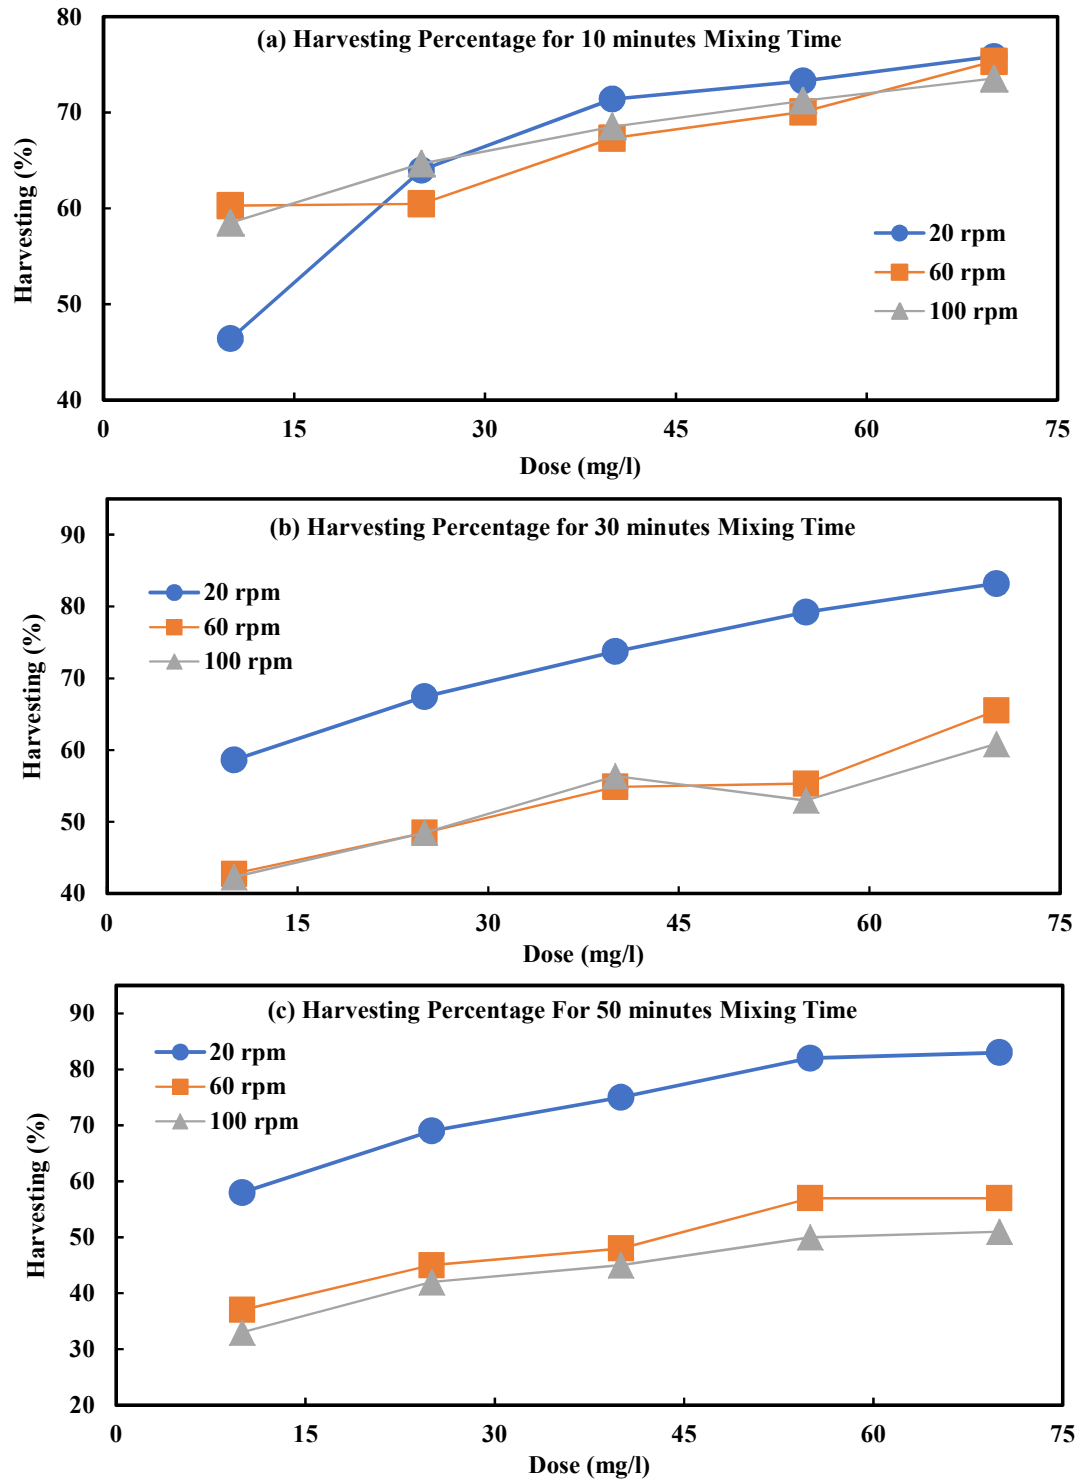 (a) Harvesting Percentage for 10 minutes Mixing Time
80
70
60
50
40
Harvesting (%)
20 rpm
60 rpm
100 rpm
0 15 30 45 60 75
Dose (mg/l)
(b) Harvesting Percentage for 30 minutes Mixing Time
90
80
70
60
50
40
Harvesting (%)
20 rpm
60 rpm
100 rpm
0 15 30 45 60 75
Dose (mg/l)
(c) Harvesting Percentage For 50 minutes Mixing Time
90
80
70
60
50
40
30
20
Harvesting (%)
20 rpm
60 rpm
100 rpm
0 15 30 45 60 75
Dose (mg/l)